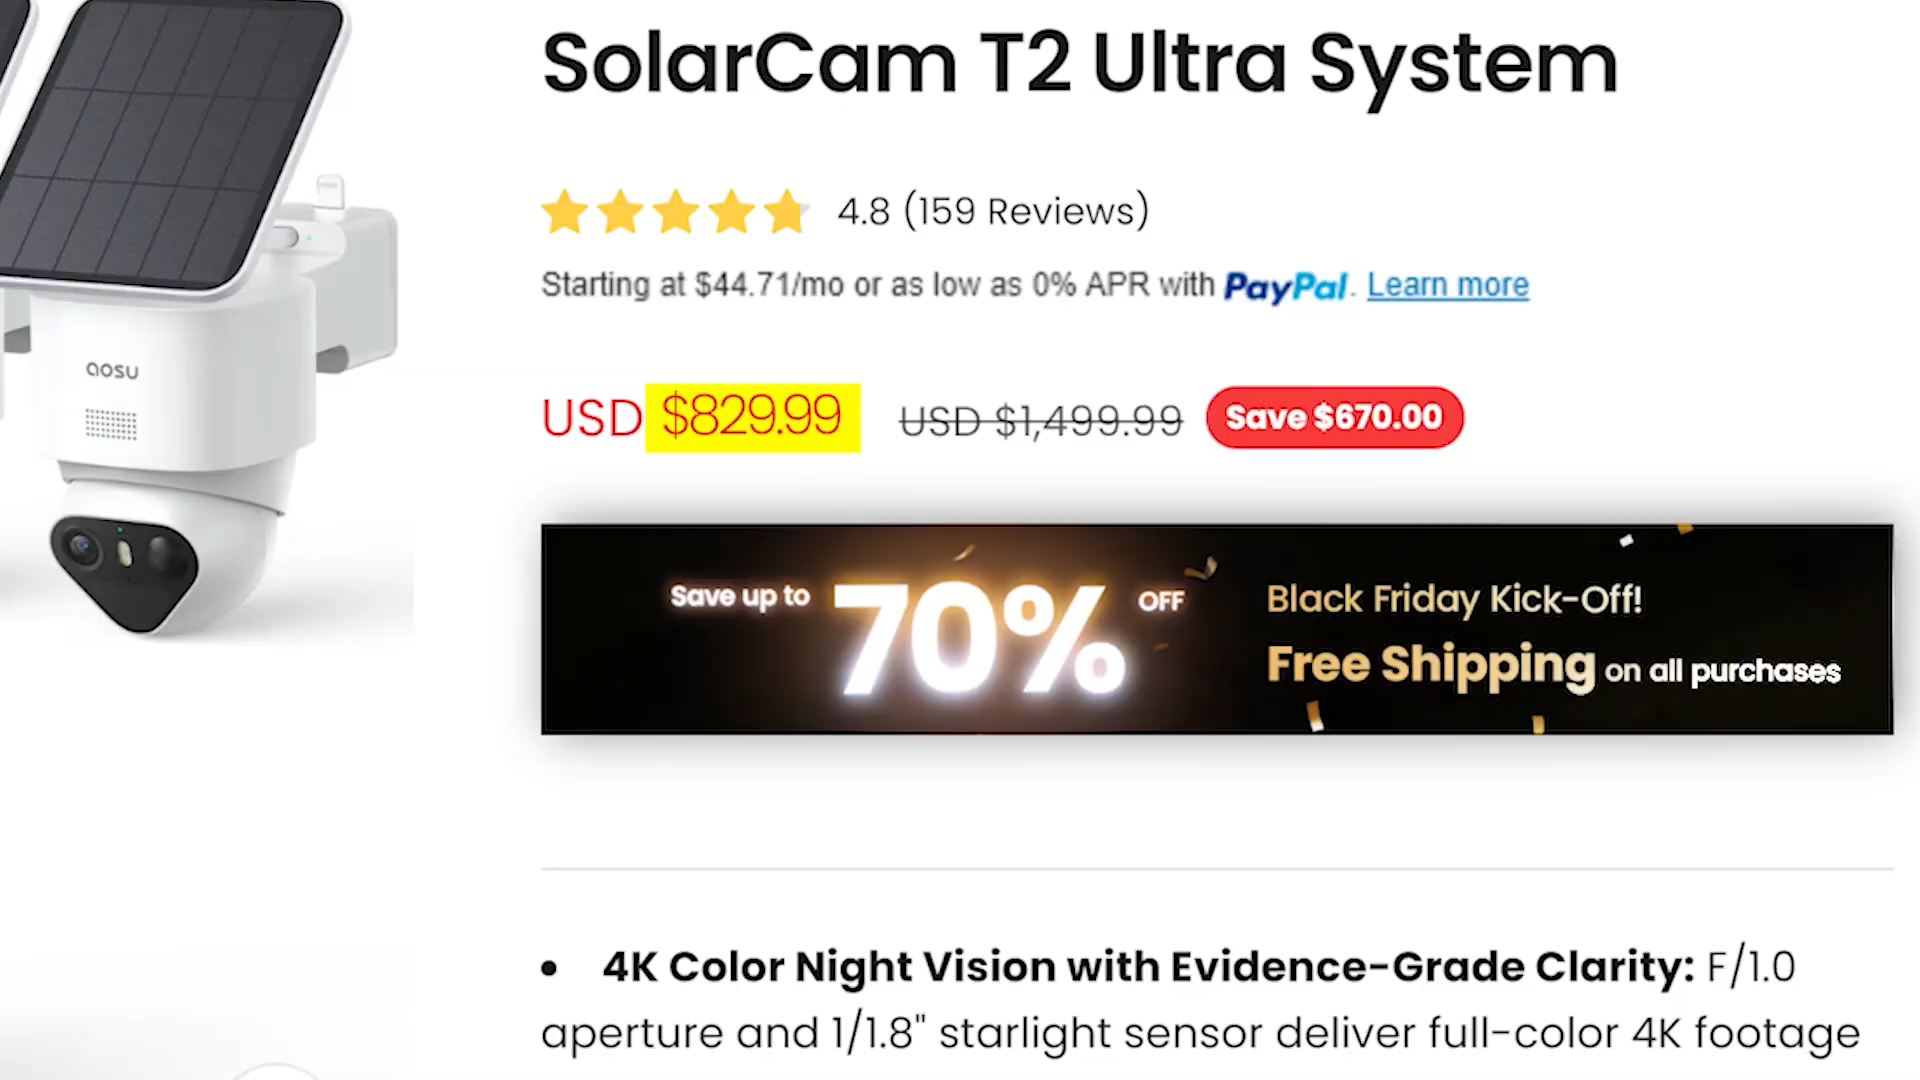 SolarCam T2 Ultra System
4.8 (159 Reviews)
Starting at $44.71/mo or as low as 0% APR with PayPal. Learn more
aosu
USD $829.99 USD $1,499.99 Save $670.00
Save up to 70% OFF
Black Friday Kick-Off!
Free Shipping on all purchases
• 4K Color Night Vision with Evidence-Grade Clarity: F/1.0
aperture and 1/1.8" starlight sensor deliver full-color 4K footage